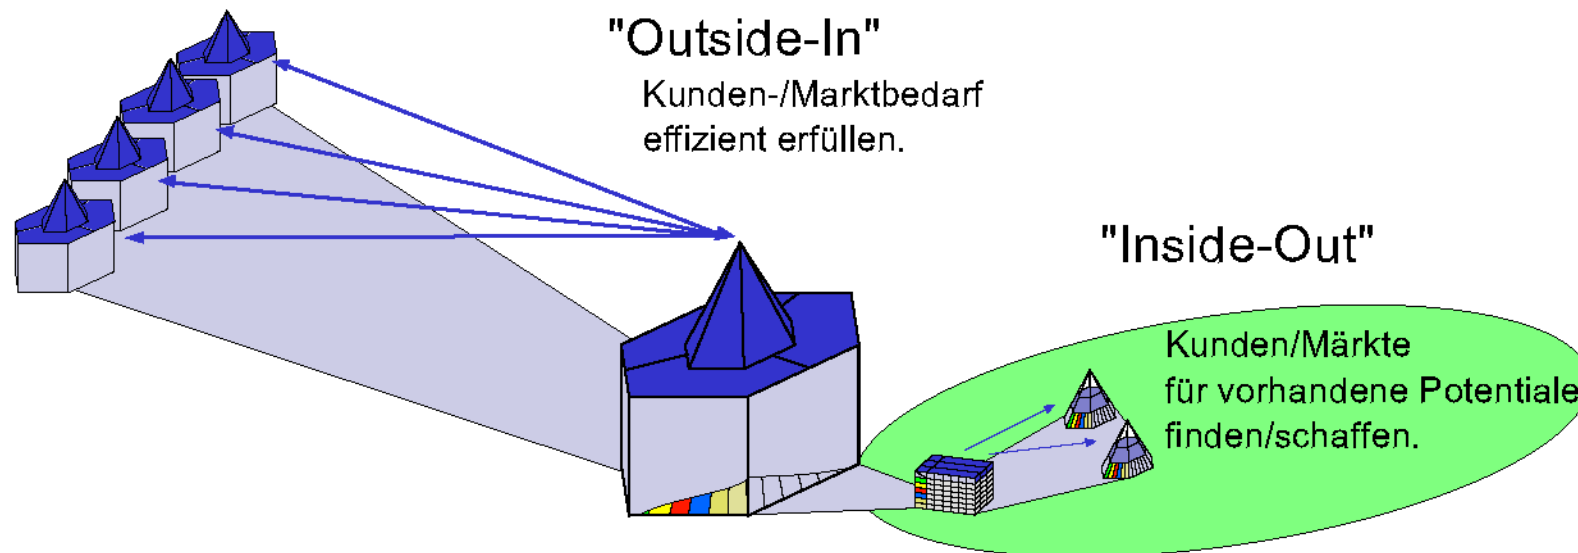 "Outside-In"
Kunden-/Marktbedarf
effizient erfüllen.
"Inside-Out"
Kunden/Märkte
für vorhandene Potentiale
finden/schaffen.